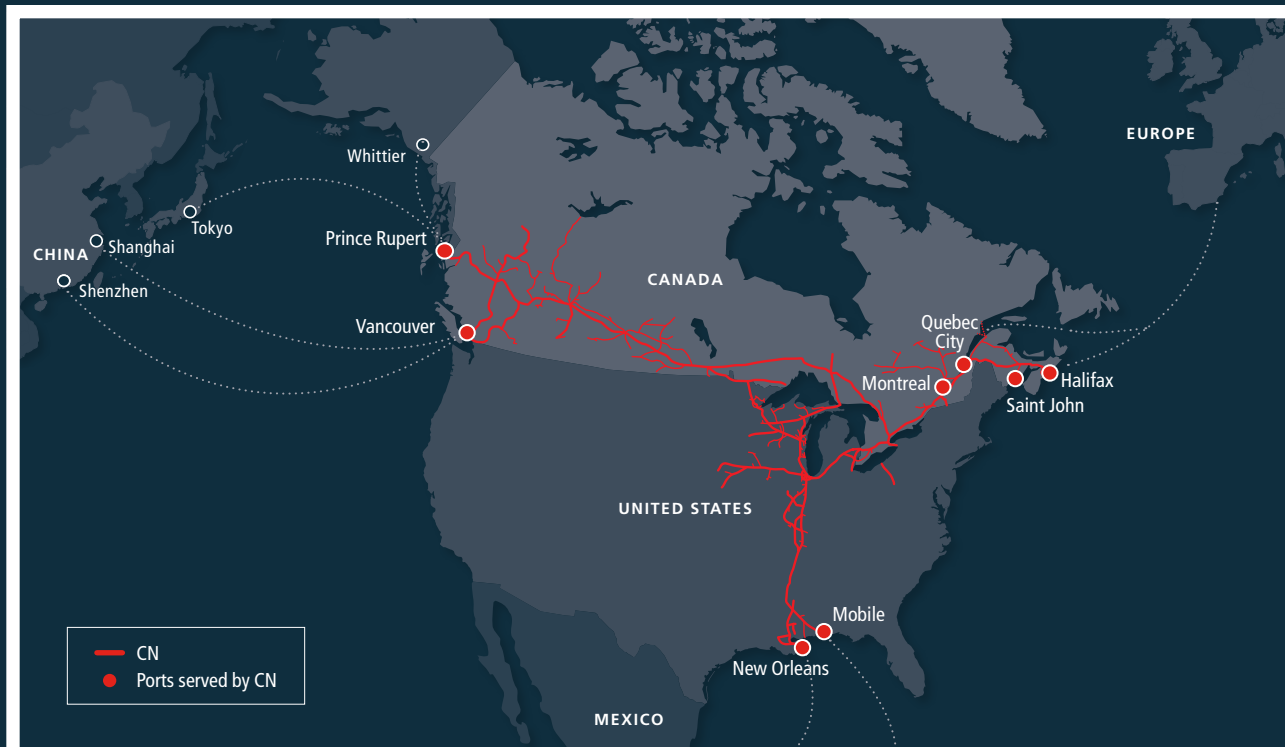 EUROPE
Whittier
Tokyo
Prince Rupert
Shanghai
CHINA
Shenzhen
CANADA
Vancouver
Quebec
City
Montreal
Halifax
Saint John
UNITED STATES
Mobile
New Orleans
CN
Ports served by CN
MEXICO